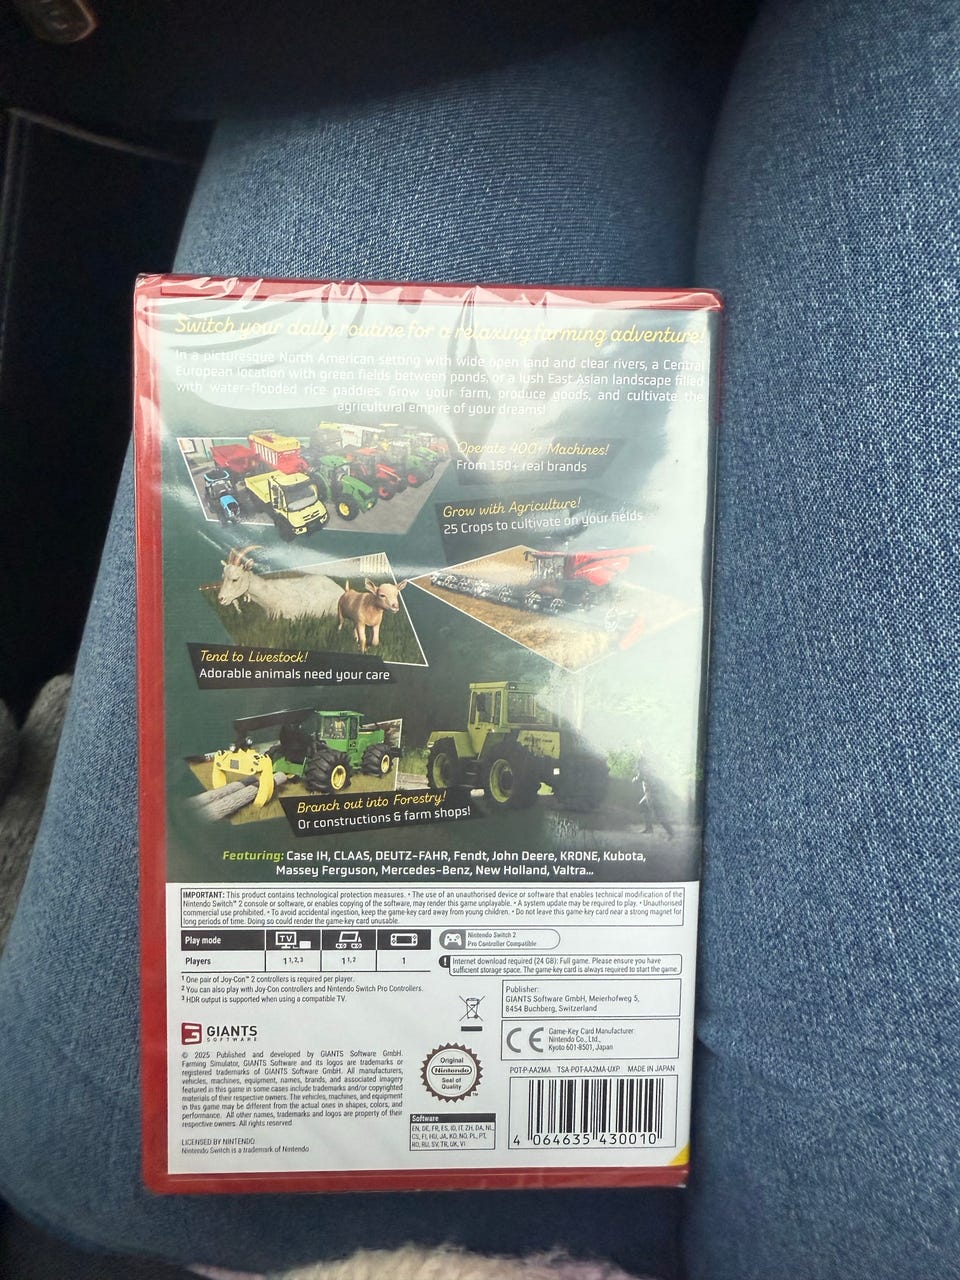 Switch your daily routine for a relaxing farming adventure!
In a picturesque North American setting with wide open land and clear rivers, a Central
European location with green fields between ponds, or a lush East Asian landscape filled
with water-flooded rice paddies. Grow your farm, produce goods, and cultivate the
agricultural empire of your dreams!
Operate 400+ Machines!
From 150+ real brands
Grow with Agriculture!
25 Crops to cultivate on your fields
Tend to Livestock!
Adorable animals need your care
Branch out into Forestry!
Or constructions & farm shops!
Featuring: Case IH, CLAAS, DEUTZ-FAHR, Fendt, John Deere, KRONE, Kubota,
Massey Ferguson, Mercedes-Benz, New Holland, Valtra...
IMPORTANT: This product contains technological protection measures. • The use of an unauthorised device or software that enables technical modification of the
Nintendo Switch™ 2 console or software, or enables copying of the software, may render this game unplayable. • A system update may be required to play. • Unauthorised
commercial use prohibited. • To avoid accidental ingestion, keep the game-key card away from young children. • Do not leave this game-key card near a strong magnet for
long periods of time. Doing so could render the game-key card unusable.
Play mode
TV
Players
1 1, 2, 3
1 1, 2
1
Nintendo Switch 2
Pro Controller Compatible
! Internet download required (24 GB): Full game. Please ensure you have
sufficient storage space. The game-key card is always required to start the game.
1 One pair of Joy-Con™ 2 controllers is required per player.
2 You can also play with Joy-Con controllers and Nintendo Switch Pro Controllers.
3 HDR output is supported when using a compatible TV.
Publisher:
GIANTS Software GmbH, Meierhofweg 5,
8454 Buchberg, Switzerland
GIANTS
SOFTWARE
CE
Game-Key Card Manufacturer:
Nintendo Co., Ltd.,
Kyoto 601-8501, Japan
© 2025 Published and developed by GIANTS Software GmbH.
Farming Simulator, GIANTS Software and its logos are trademarks or
registered trademarks of GIANTS Software GmbH. All manufacturers,
vehicles, machines, equipment, names, brands, and associated imagery
featured in this game in some cases include trademarks and/or copyrighted
materials of their respective owners. The vehicles, machines, and equipment
in this game may be different from the actual ones in shapes, colors, and
performance. All other names, trademarks and logos are property of their
respective owners. All rights reserved.
Original
Nintendo
Seal of
Quality
TM
POT-P-AA2MA TSA-POT-AA2MA-UXP MADE IN JAPAN
Software
EN, DE, FR, ES, ID, IT, ZH, DA, NL,
CS, FI, HU, JA, KO, NO, PL, PT,
RO, RU, SV, TR, UK, VI
4 064635 430010
LICENSED BY NINTENDO
Nintendo Switch is a trademark of Nintendo